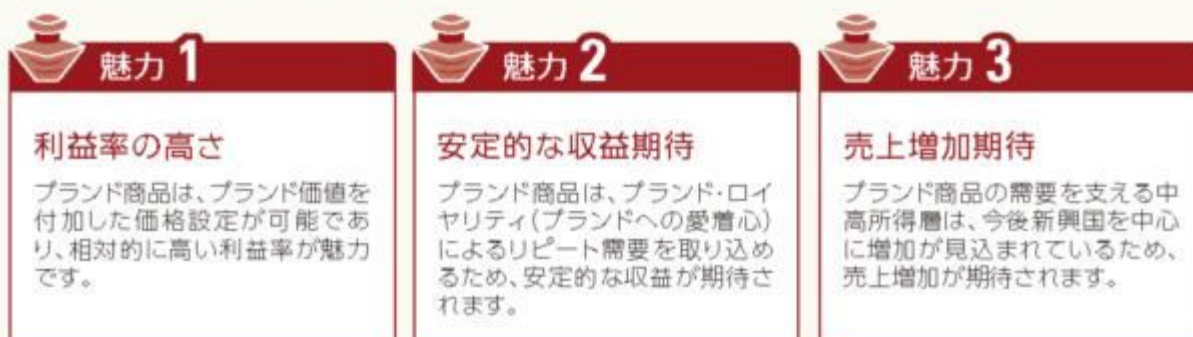 魅力 1
利益率の高さ
ブランド商品は、ブランド価値を
付加した価格設定が可能であ
り、相対的に高い利益率が魅力
です。
魅力 2
安定的な収益期待
ブランド商品は、ブランド・ロイ
ヤリティ(ブランドへの愛着心)
によるリピート需要を取り込め
るため、安定的な収益が期待さ
れます。
魅力 3
売上増加期待
ブランド商品の需要を支える中
高所得層は、今後新興国を中心
に増加が見込まれているため、
売上増加が期待されます。